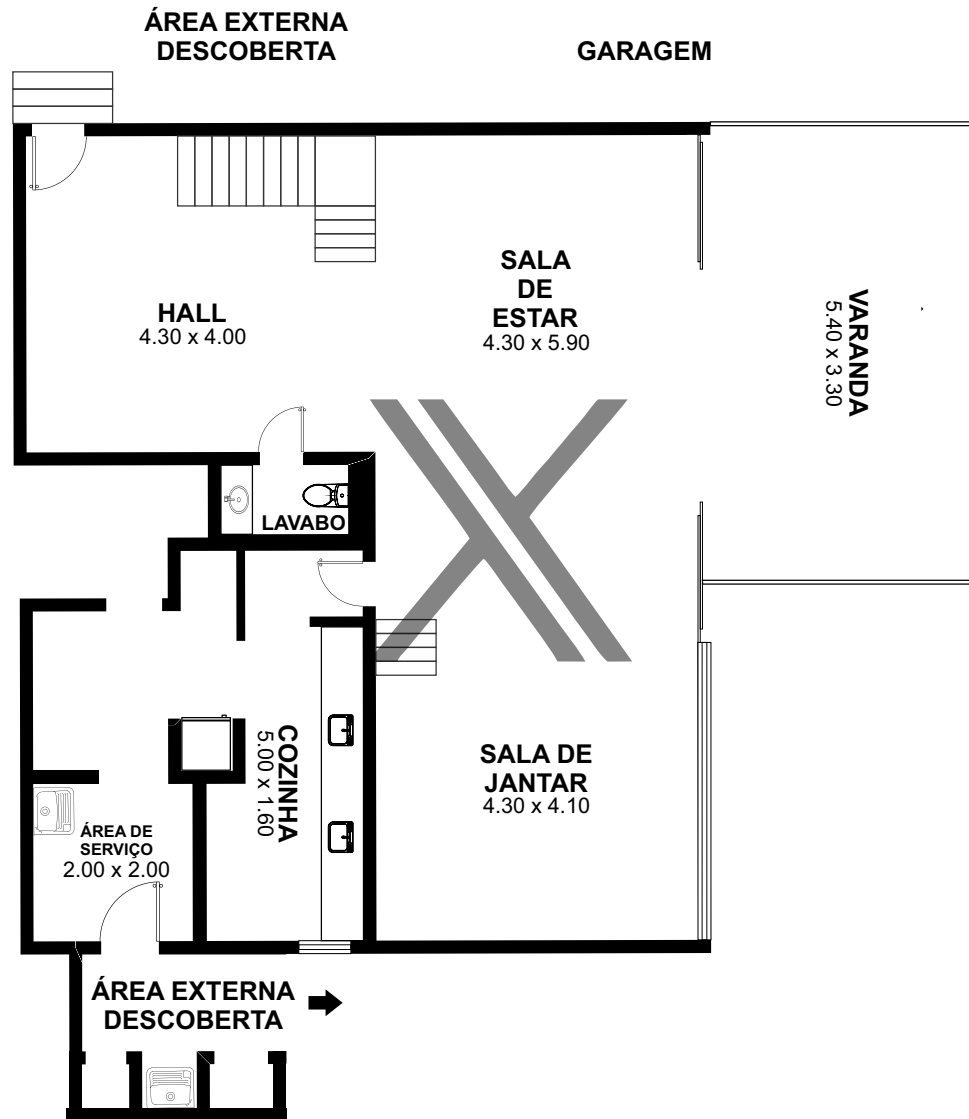 ÁREA EXTERNA
DESCOBERTA
GARAGEM
HALL
4.30 x 4.00
SALA
DE
ESTAR
4.30 x 5.90
VARANDA
5.40 x 3.30
LAVABO
COZINHA
5.00 x 1.60
SALA DE
JANTAR
4.30 x 4.10
ÁREA DE
SERVIÇO
2.00 x 2.00
ÁREA EXTERNA
DESCOBERTA